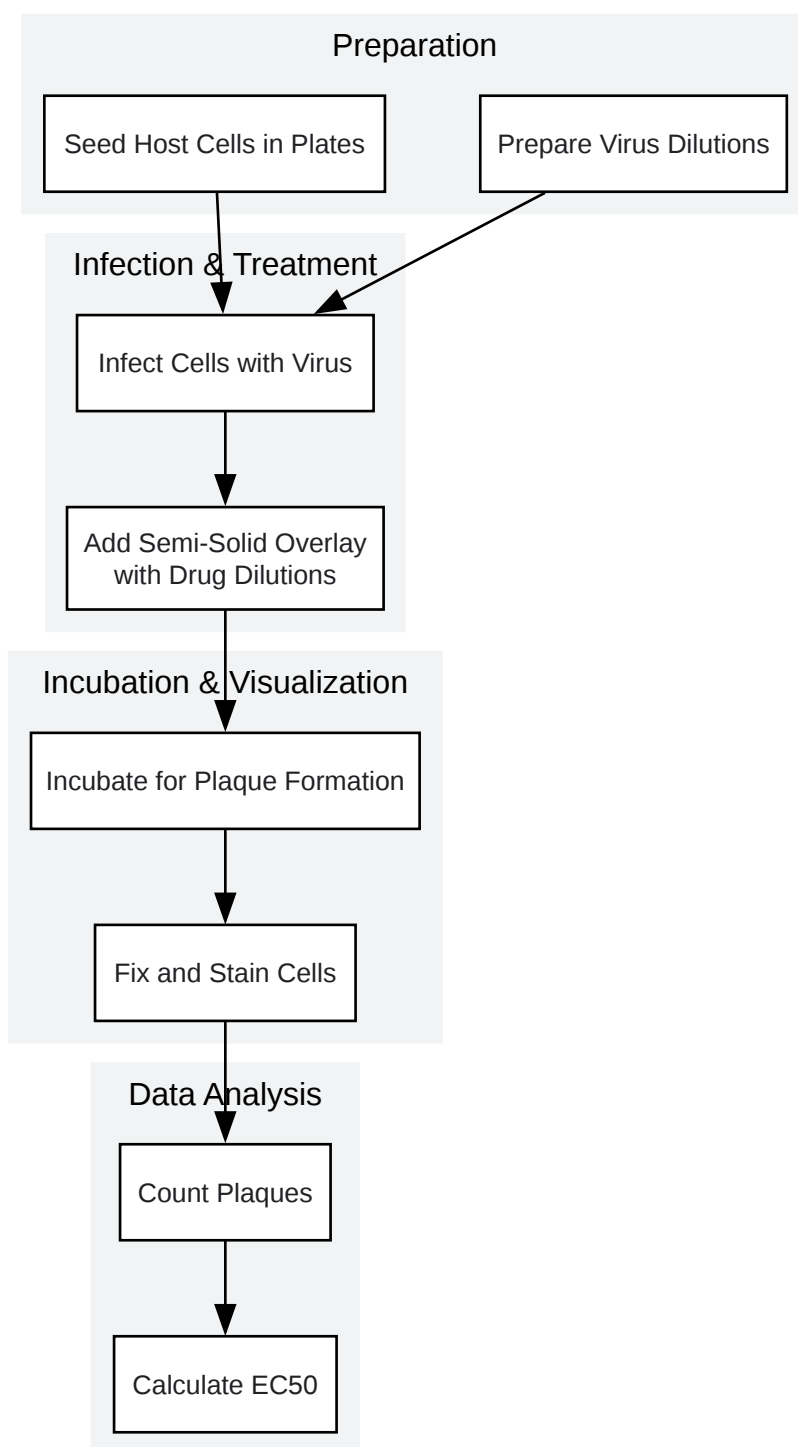 Preparation
Seed Host Cells in Plates
Prepare Virus Dilutions
Infection & Treatment
Infect Cells with Virus
Add Semi-Solid Overlay
with Drug Dilutions
Incubation & Visualization
Incubate for Plaque Formation
Fix and Stain Cells
Data Analysis
Count Plaques
Calculate EC50